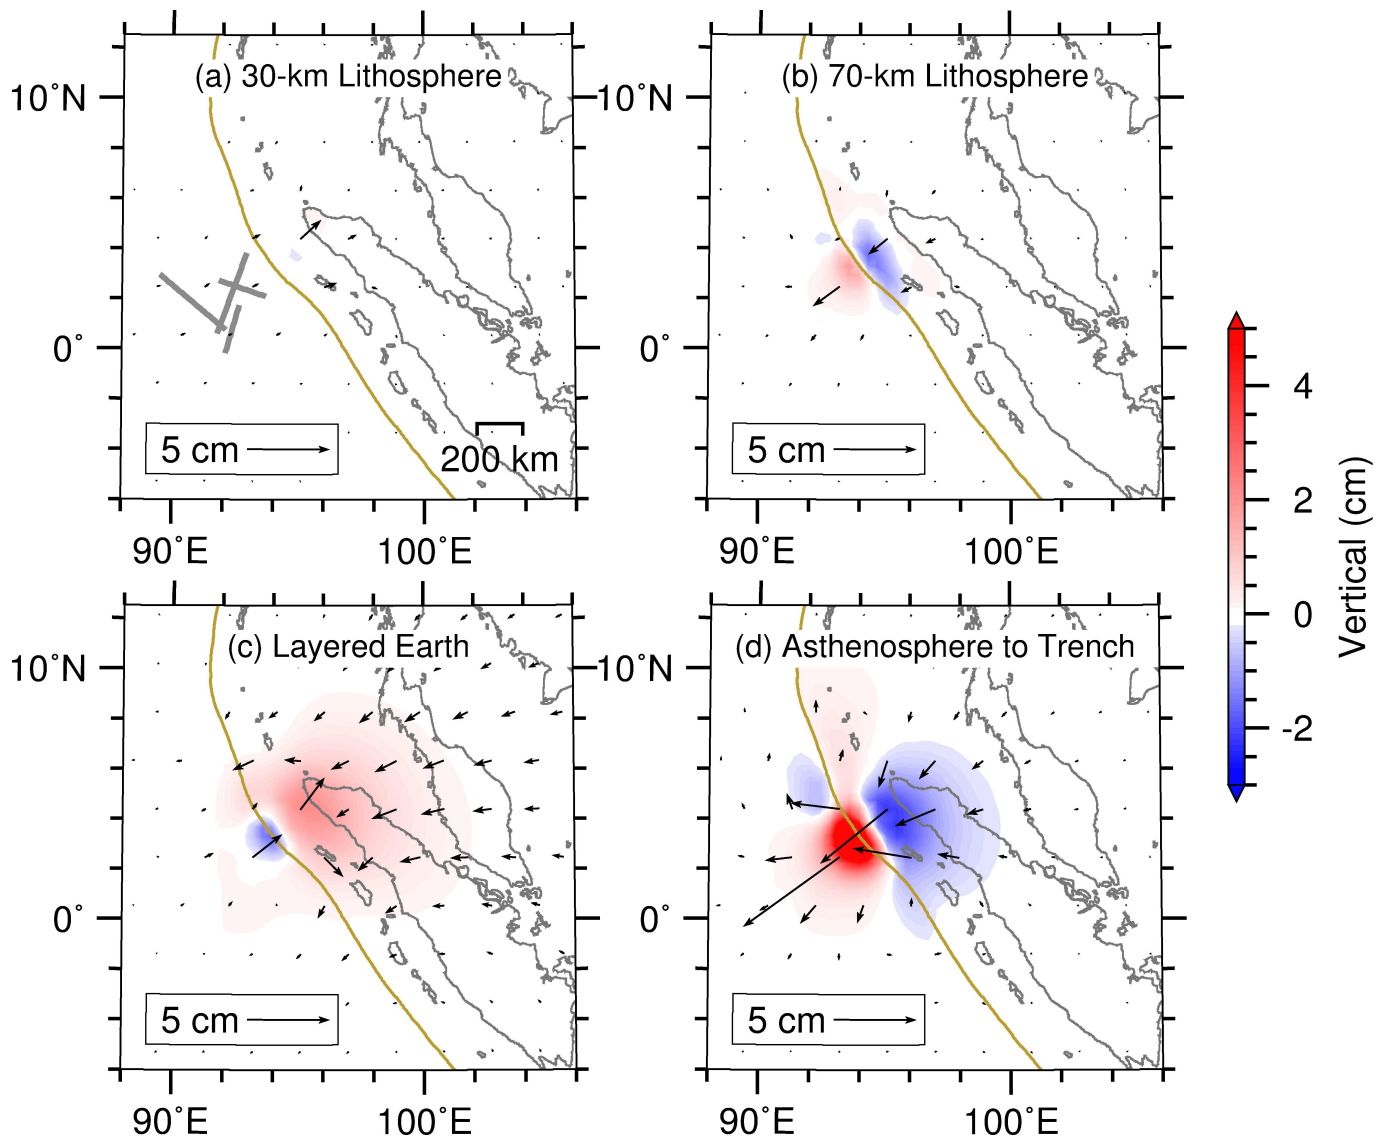 (a) 30-km Lithosphere
10˚N
0˚
5 cm
200 km
90˚E
100˚E
(b) 70-km Lithosphere
10˚N
0˚
5 cm
90˚E
100˚E
(c) Layered Earth
10˚N
0˚
5 cm
90˚E
100˚E
(d) Asthenosphere to Trench
10˚N
0˚
5 cm
90˚E
100˚E
4
2
0
-2
Vertical (cm)